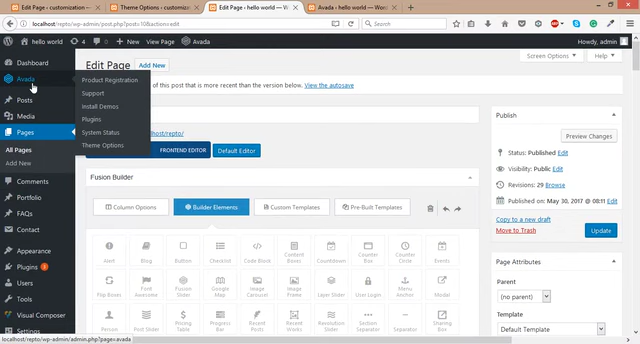 Edit Page - customization —
Theme Options - customization —
Edit Page ‹ hello world —
Avada – hello world
localhost/repto/wp-admin/post.php?post=10&action=edit
Search
hello world
4
0
New
View Page
Avada
Howdy, admin
Dashboard
Avada
Posts
Media
Pages
All Pages
Add New
Comments
Portfolio
FAQs
Contact
Appearance
Plugins
Users
Tools
Visual Composer
Settings
Product Registration
Support
Install Demos
Plugins
System Status
Theme Options
Screen Options
Help
Edit Page
Add New
of this post that is more recent than the version below. View the autosave
localhost/repto/
FRONTEND EDITOR
Default Editor
Fusion Builder
Column Options
Builder Elements
Custom Templates
Pre-Built Templates
Alert
Blog
Button
Checklist
Code Block
Content Boxes
Countdown
Counter Box
Counter Circle
Events
Flip Boxes
Font Awesome
Fusion Slider
Google Map
Image Carousel
Image Frame
Layer Slider
User Login
Menu Anchor
Modal
Person
Post Slider
Pricing Table
Progress Bar
Recent Posts
Recent Works
Revolution Slider
Section Separator
Separator
Sharing Box
Publish
Preview Changes
Status: Published Edit
Visibility: Public Edit
Revisions: 29 Browse
Published on: May 30, 2017 @ 08:11 Edit
Copy to a new draft
Move to Trash
Update
Page Attributes
Parent
(no parent)
Template
Default Template
localhost/repto/wp-admin/admin.php?page=avada